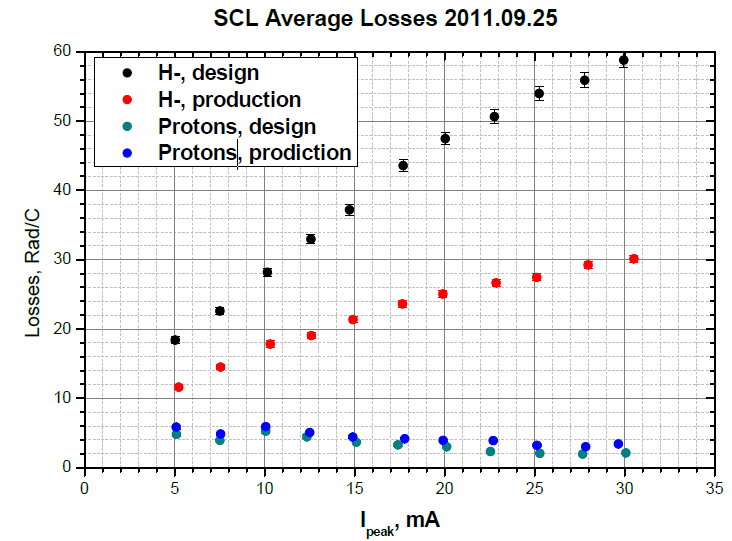 SCL Average Losses 2011.09.25
H-, design
H-, production
Protons, design
Protons, prodiction
Losses, Rad/C
60
50
40
30
20
10
0
0 5 10 15 20 25 30 35
Ipeak, mA